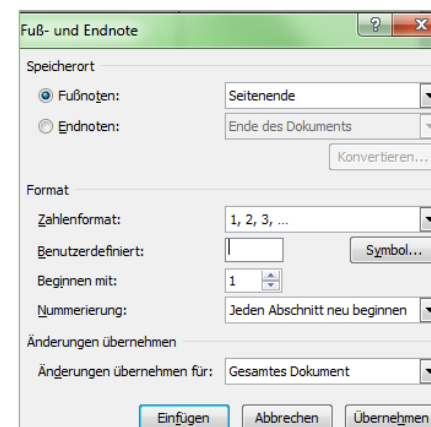 Fuß- und Endnote
Speicherort
Fußnoten: Seitenende
Endnoten: Ende des Dokuments
Konvertieren...
Format
Zahlenformat: 1, 2, 3, ...
Benutzerdefiniert: Symbol...
Beginnen mit: 1
Nummerierung: Jeden Abschnitt neu beginnen
Änderungen übernehmen
Änderungen übernehmen für: Gesamtes Dokument
Einfügen Abbrechen Übernehmen